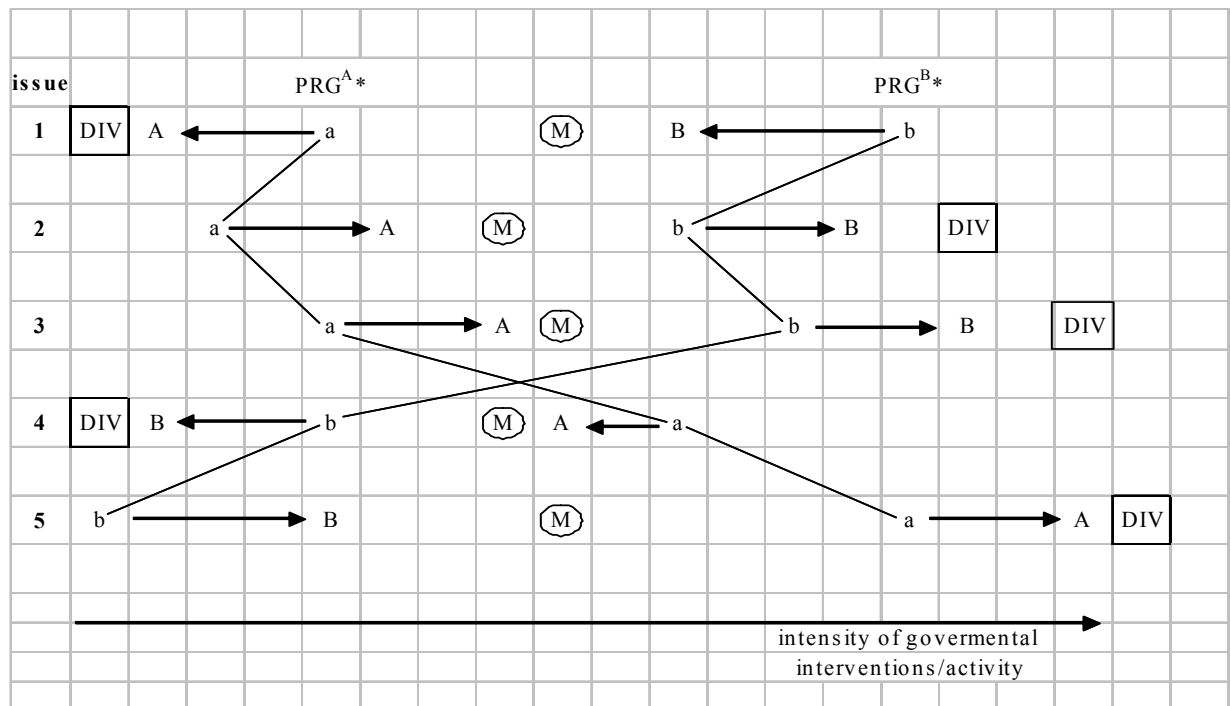 issue PRG^A* PRG^B*
1 DIV A a M B b
2 a A M b B DIV
3 a A M b B DIV
4 DIV B b M A a
5 b B M a A DIV
intensity of govermental
interventions/activity